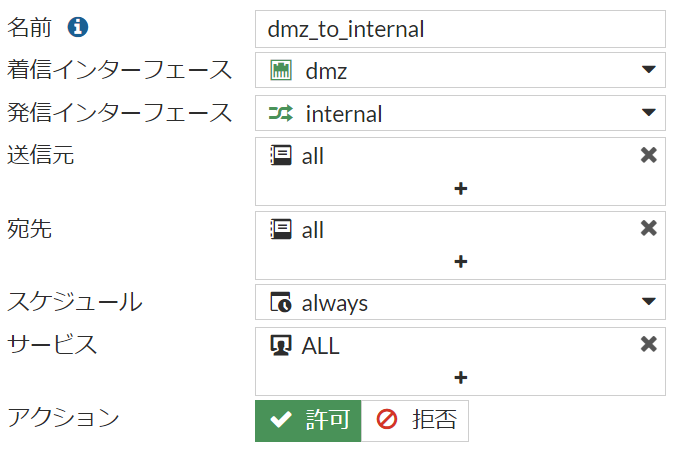 名前 dmz_to_internal
着信インターフェース dmz
発信インターフェース internal
送信元 all
+
宛先 all
+
スケジュール always
サービス ALL
+
アクション 許可 拒否